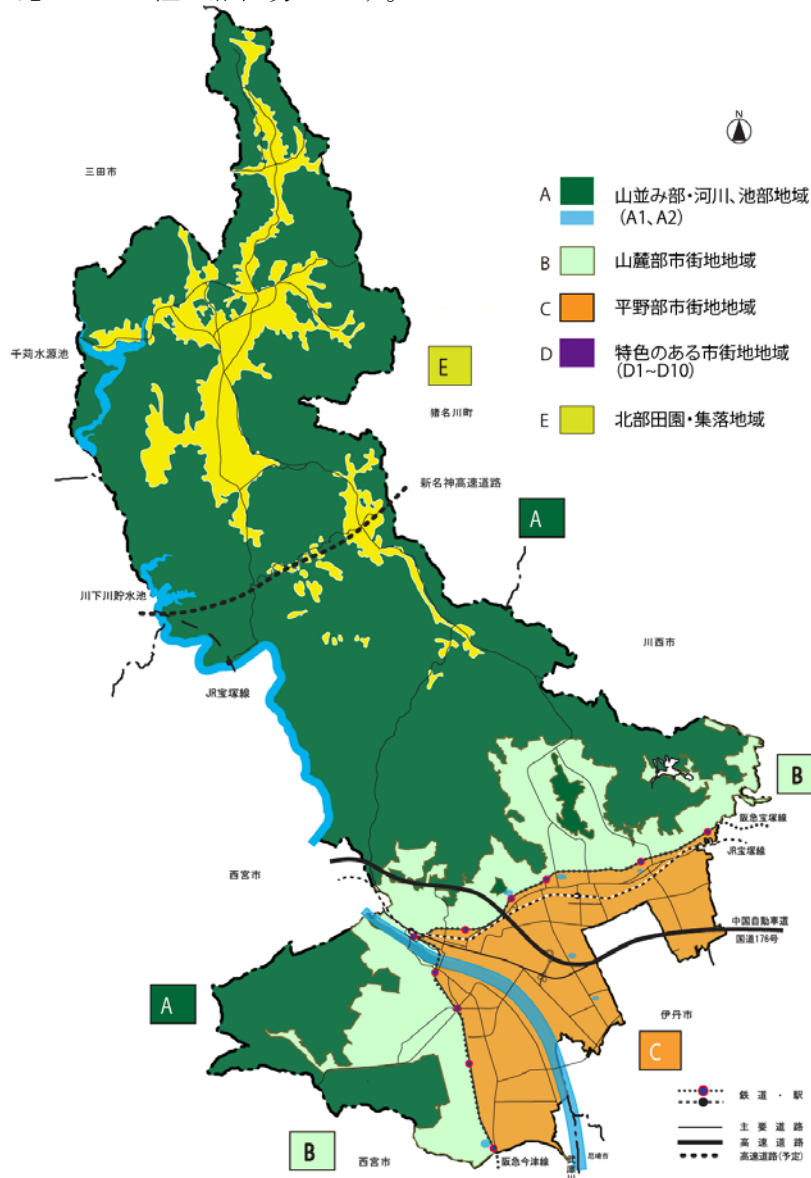 N
三田市
A 山並み部・河川、池部地域
(A1、A2)
B 山麓部市街地地域
C 平野部市街地地域
D 特色のある市街地地域
(D1~D10)
E 北部田園・集落地域
千苅水源池
E
猪名川町
新名神高速道路
A
川下川貯水池
川西市
JR宝塚線
B
阪急宝塚線
JR宝塚線
西宮市
中国自動車道
国道176号
A
伊丹市
C
鉄道・駅
主要道路
高速道路
高速道路(予定)
B
西宮市
阪急今津線
武庫川
尼崎市